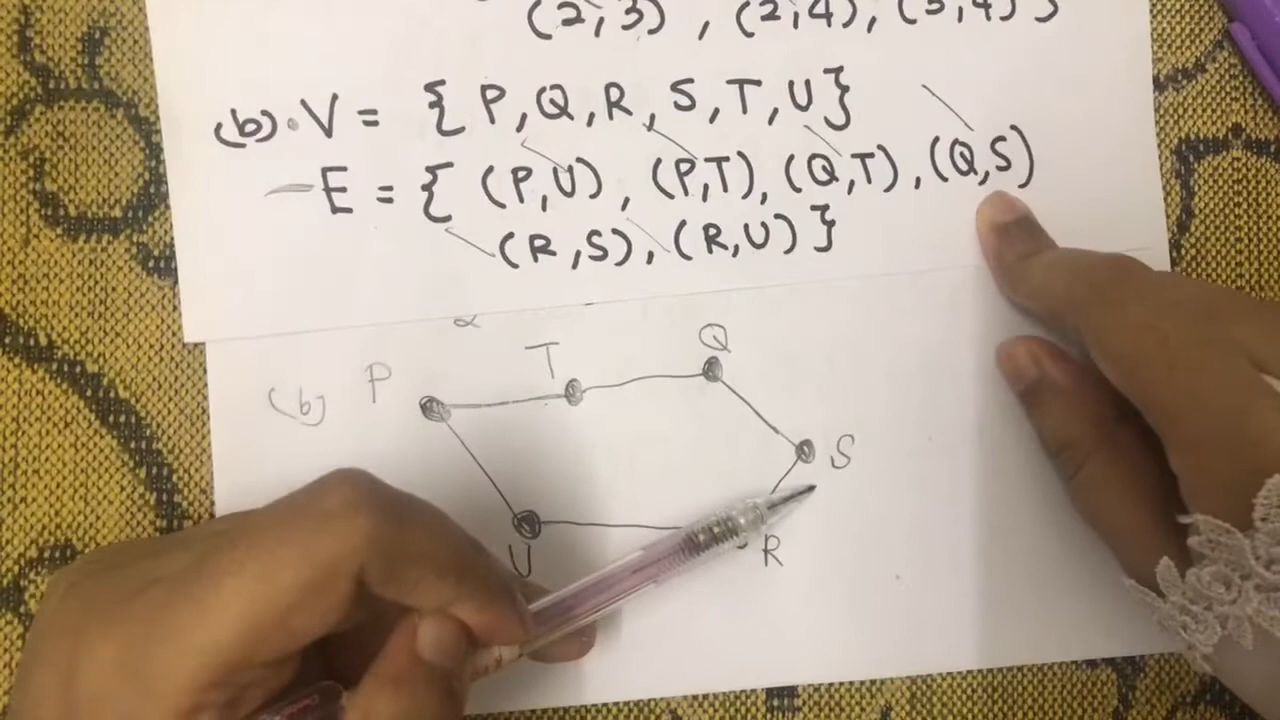 (2,3), (2,4), (3,4)}
(b). V = { P, Q, R, S, T, U }
E = { (P,U), (P,T), (Q,T), (Q,S)
(R,S), (R,U) }
(b) P T Q
S
U R